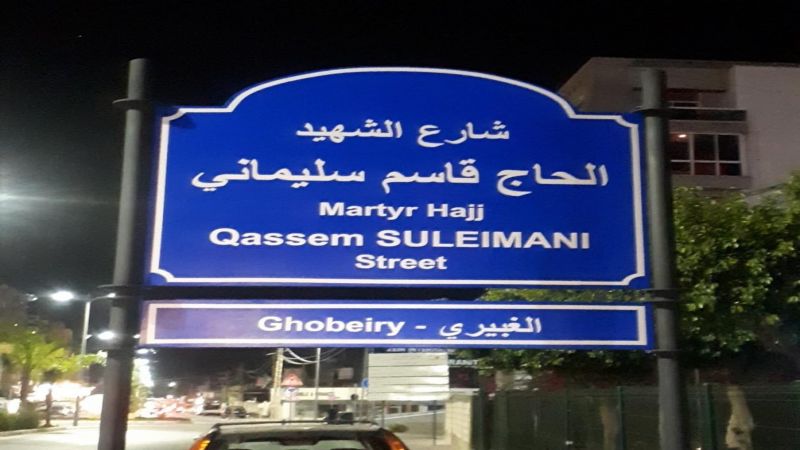 شارع الشهيد
الحاج قاسم سليماني
Martyr Hajj
Qassem SULEIMANI
Street
Ghobeiry - الغبيري